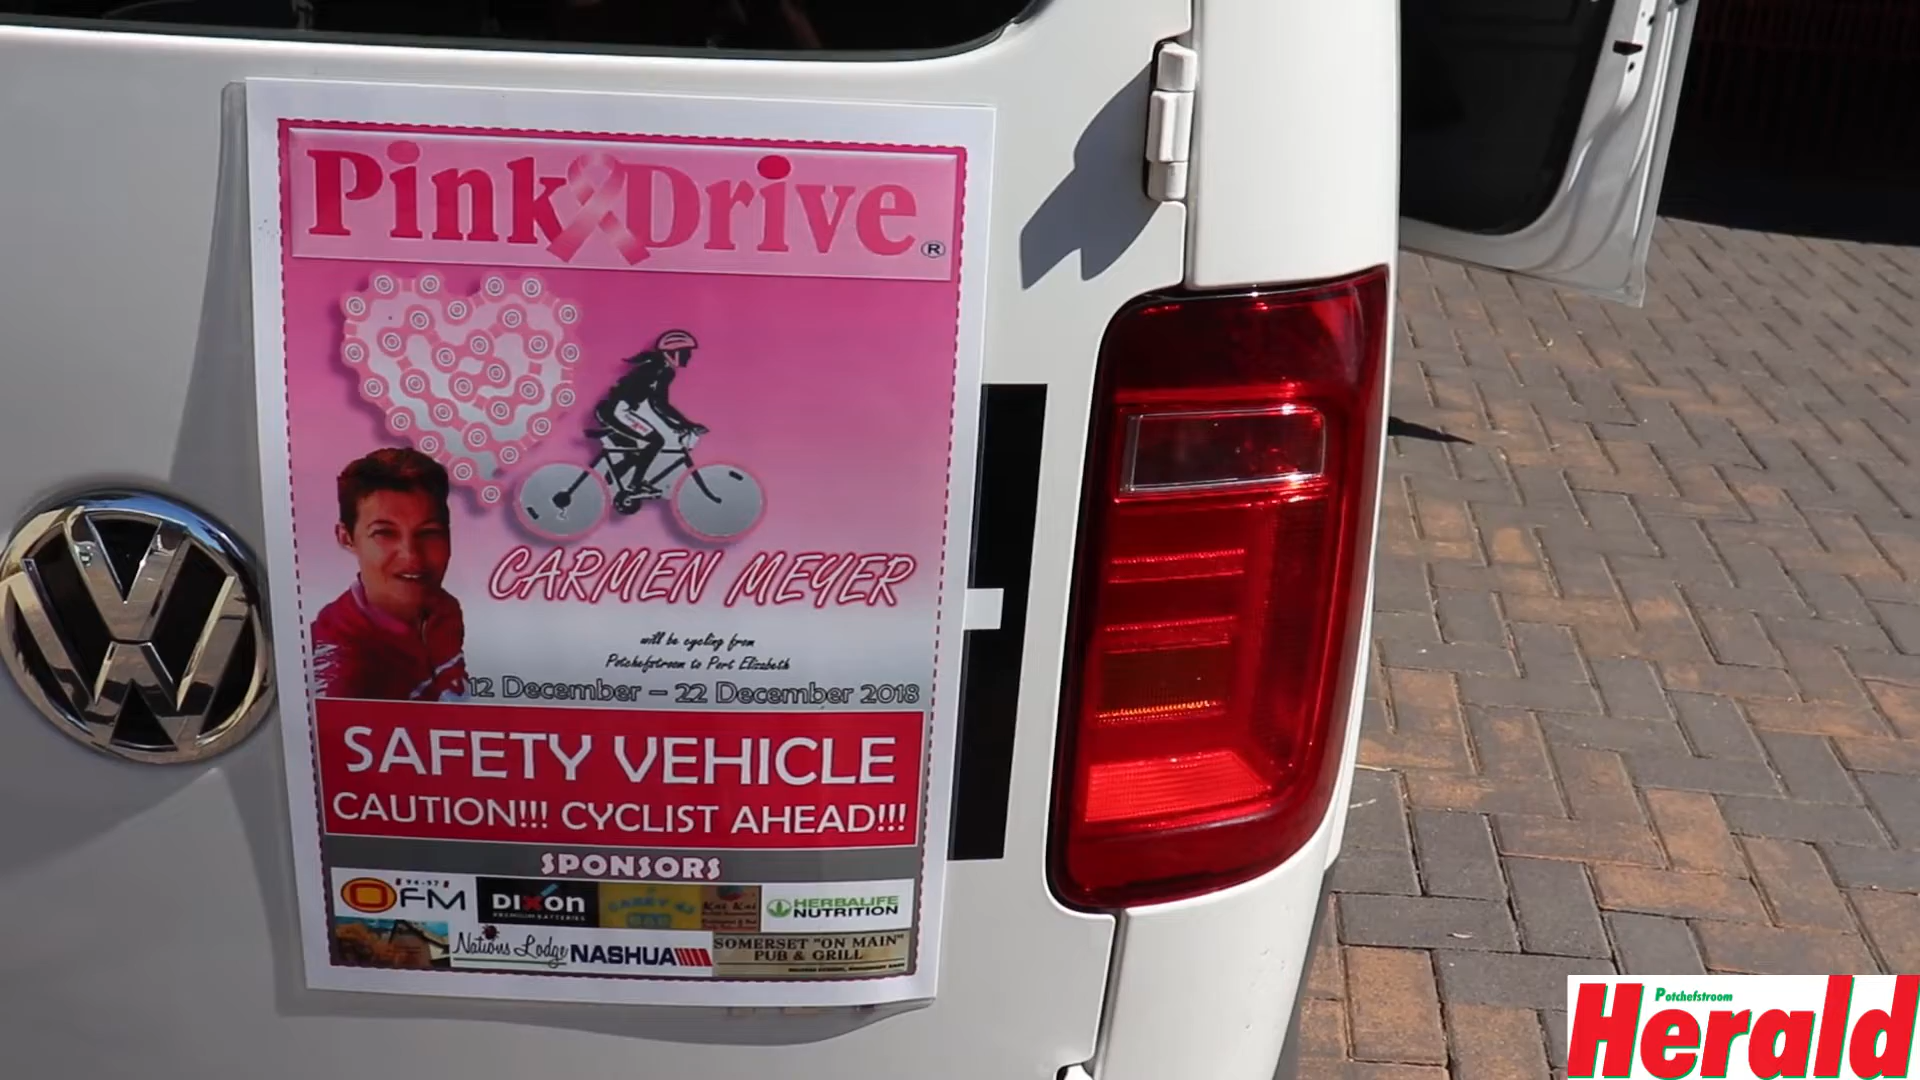 Pink Drive ®
CARMEN MEYER
will be cycling from
Potchefstroom to Port Elizabeth
12 December – 22 December 2018
SAFETY VEHICLE
CAUTION!!! CYCLIST AHEAD!!!
SPONSORS
94-97
OFM
DIXON
PREMIUM BATTERIES
HERBALIFE
NUTRITION
Nations Lodge
NASHUA
SOMERSET "ON MAIN"
PUB & GRILL
Potchefstroom
Herald